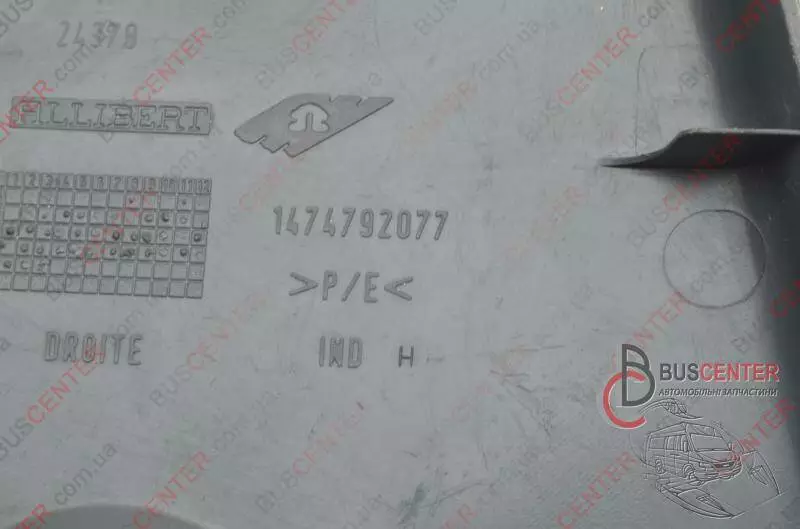 24379
ALLIBERT
1 2 3 4 5 6 7 8 9 10 11 12
1474792077
>P/E<
DROITE
IND H
BUSCENTER
АВТОМОБІЛЬНІ ЗАПЧАСТИНИ
BUSCENTER
.com.ua